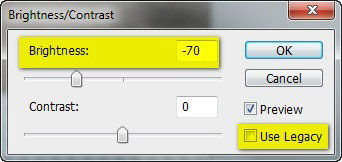 Brightness/Contrast
Brightness: -70 OK
Cancel
Contrast: 0 Preview
Use Legacy